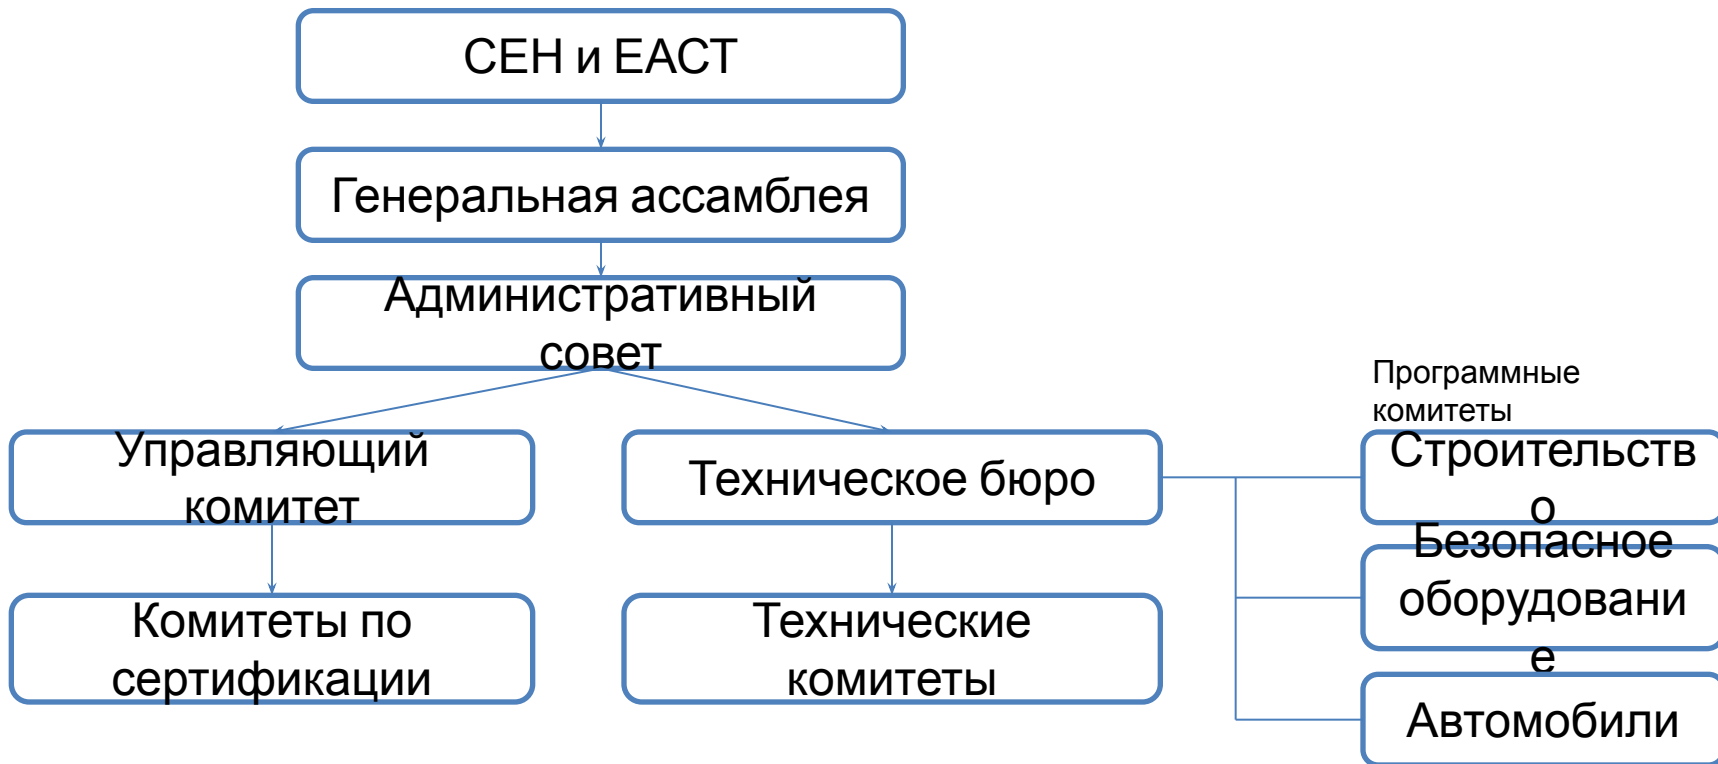 СЕН и ЕАСТ
Генеральная ассамблея
Административный
совет
Программные
комитеты
Управляющий
комитет
Техническое бюро
Строительств
о
Безопасное
оборудовани
е
Комитеты по
сертификации
Технические
комитеты
Автомобили